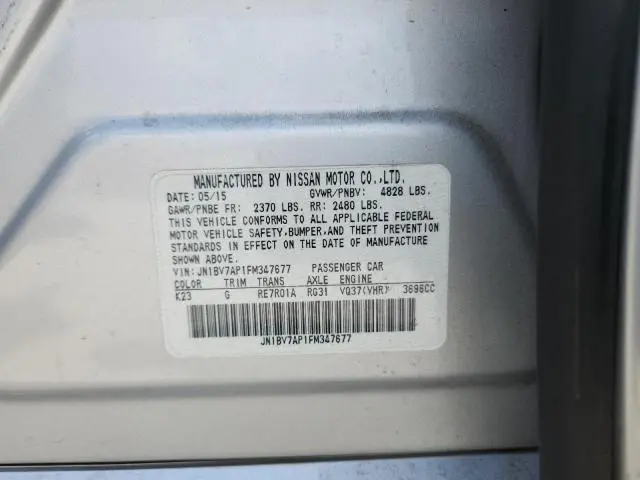 MANUFACTURED BY NISSAN MOTOR CO.,LTD.
DATE: 05/15 GVWR/PNBV: 4828 LBS.
GAWR/PNBE FR: 2370 LBS. RR: 2480 LBS.
THIS VEHICLE CONFORMS TO ALL APPLICABLE FEDERAL
MOTOR VEHICLE SAFETY,BUMPER,AND THEFT PREVENTION
STANDARDS IN EFFECT ON THE DATE OF MANUFACTURE
SHOWN ABOVE.
VIN: JN1BV7AP1FM347677 PASSENGER CAR
COLOR TRIM TRANS AXLE ENGINE
K23 G RE7R01A RG31 VQ37(VHR) 3696CC
JN1BV7AP1FM347677